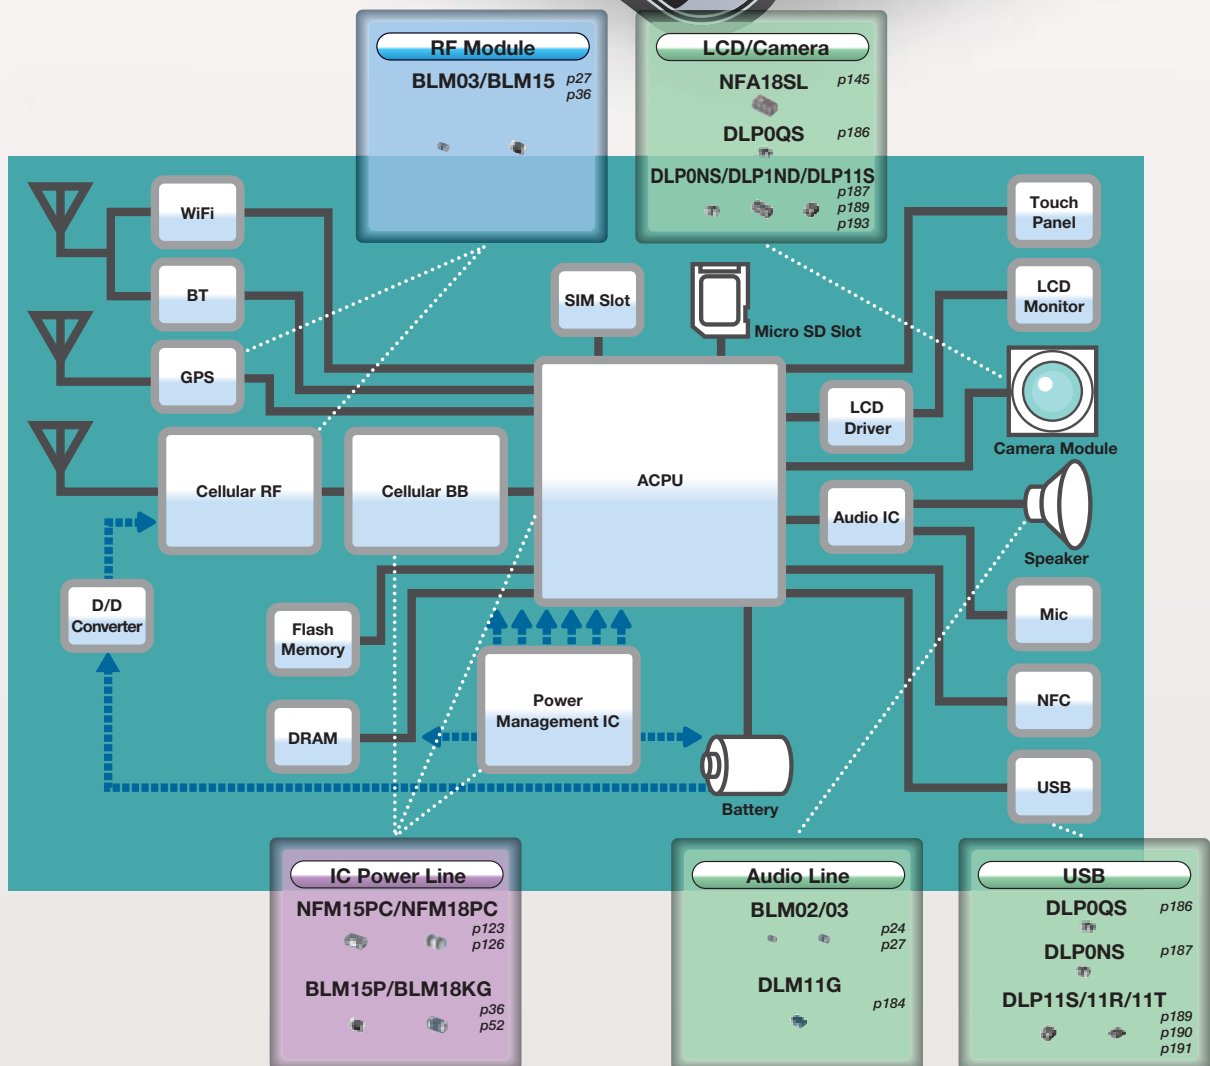 RF Module
BLM03/BLM15
p27
p36
LCD/Camera
NFA18SL
p145
DLP0QS
p186
DLP0NS/DLP1ND/DLP11S
p187
p189
p193
WiFi
BT
GPS
Cellular RF
Cellular BB
SIM Slot
Micro SD Slot
ACPU
Touch
Panel
LCD
Monitor
LCD
Driver
Camera Module
Audio IC
Speaker
Mic
NFC
USB
D/D
Converter
Flash
Memory
DRAM
Power
Management IC
Battery
IC Power Line
NFM15PC/NFM18PC
p123
p126
BLM15P/BLM18KG
p36
p52
Audio Line
BLM02/03
p24
p27
DLM11G
p184
USB
DLP0QS
p186
DLP0NS
p187
DLP11S/11R/11T
p189
p190
p191